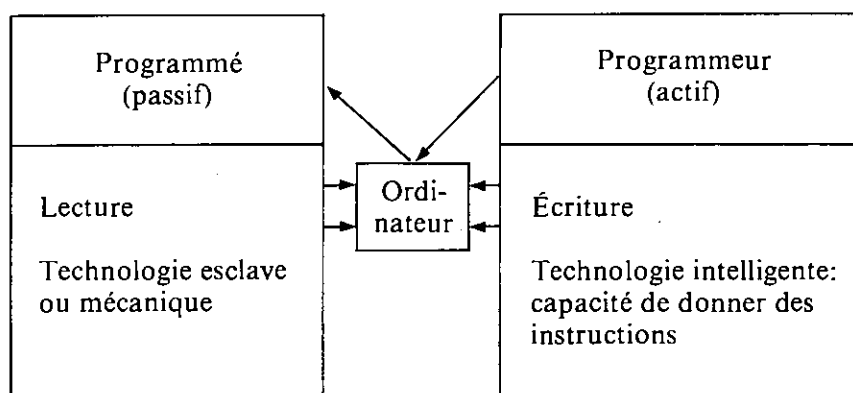 Programmé
(passif)
Lecture
Technologie esclave
ou mécanique
Ordi-
nateur
Programmeur
(actif)
Écriture
Technologie intelligente:
capacité de donner des
instructions